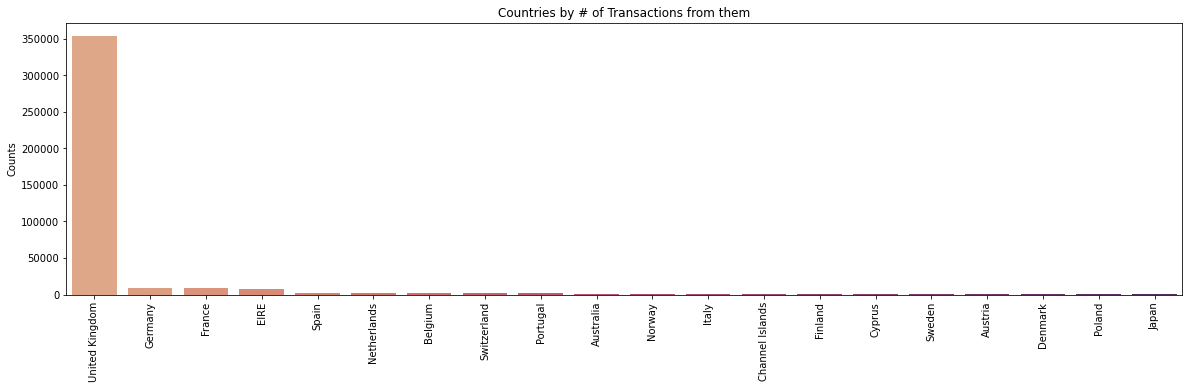 Countries by # of Transactions from them
350000
300000
250000
200000
150000
100000
50000
0
Counts
United Kingdom
Germany
France
EIRE
Spain
Netherlands
Belgium
Switzerland
Portugal
Australia
Norway
Italy
Channel Islands
Finland
Cyprus
Sweden
Austria
Denmark
Poland
Japan